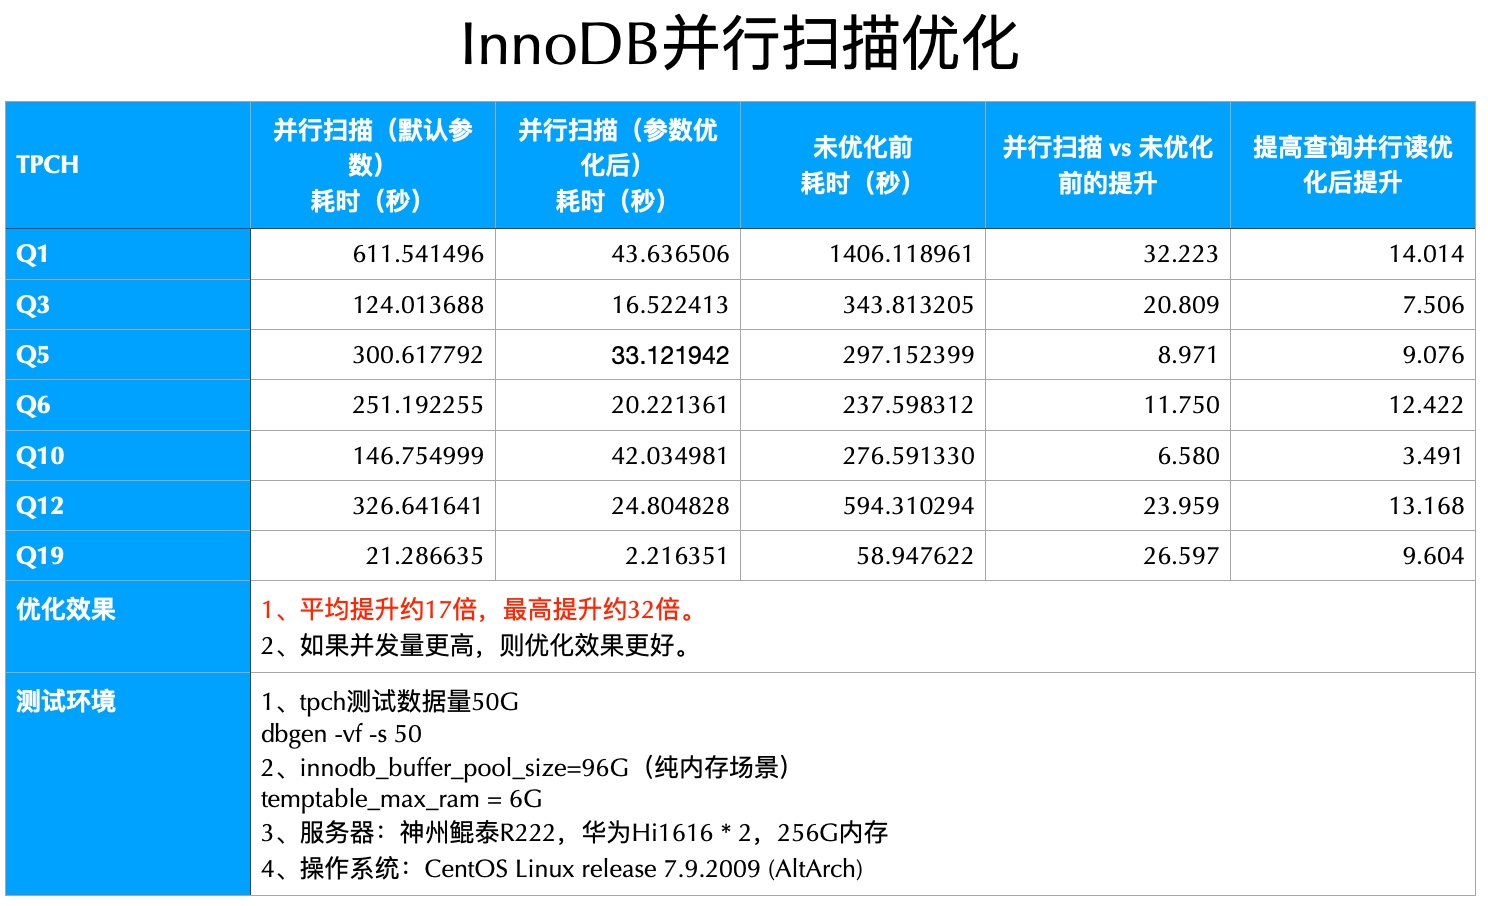 InnoDB并行扫描优化
TPCH
并行扫描（默认参
数）
耗时（秒）
并行扫描（参数优
化后）
耗时（秒）
未优化前
耗时（秒）
并行扫描 vs 未优化
前的提升
提高查询并行读优
化后提升
Q1 611.541496 43.636506 1406.118961 32.223 14.014
Q3 124.013688 16.522413 343.813205 20.809 7.506
Q5 300.617792 33.121942 297.152399 8.971 9.076
Q6 251.192255 20.221361 237.598312 11.750 12.422
Q10 146.754999 42.034981 276.591330 6.580 3.491
Q12 326.641641 24.804828 594.310294 23.959 13.168
Q19 21.286635 2.216351 58.947622 26.597 9.604
优化效果
1、平均提升约17倍，最高提升约32倍。
2、如果并发量更高，则优化效果更好。
测试环境
1、tpch测试数据量50G
dbgen -vf -s 50
2、innodb_buffer_pool_size=96G（纯内存场景）
temptable_max_ram = 6G
3、服务器：神州鲲泰R222，华为Hi1616 * 2，256G内存
4、操作系统：CentOS Linux release 7.9.2009 (AltArch)